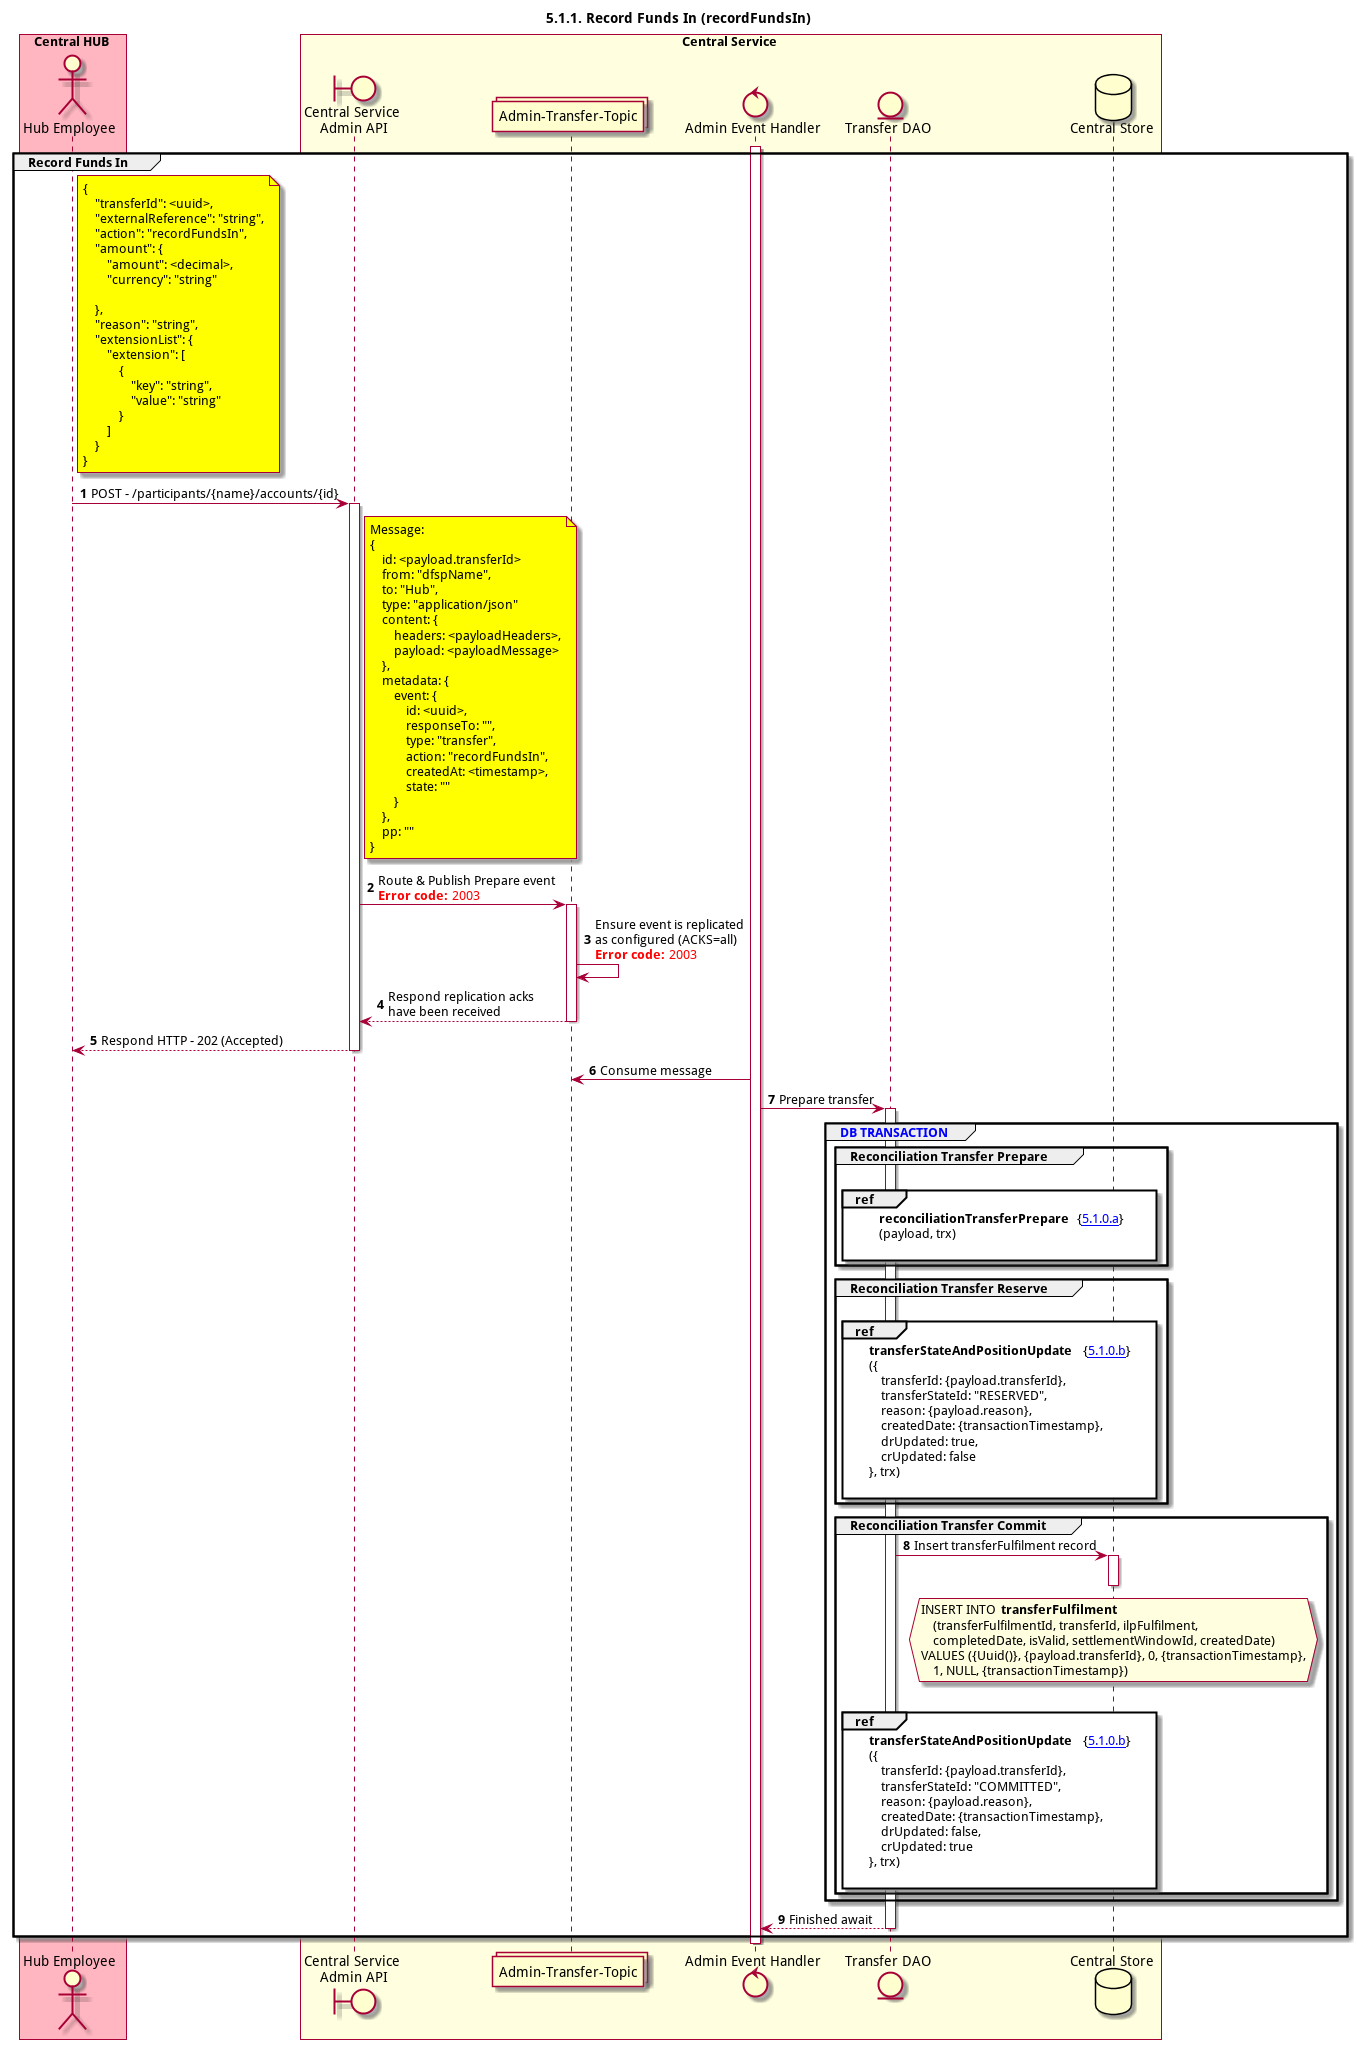 5.1.1. Record Funds In (recordFundsIn)
Central HUB
Central Service
Hub Employee
Central Service
Admin API
Admin-Transfer-Topic
Admin Event Handler
Transfer DAO
Central Store
Record Funds In
{
"transferId": <uuid>,
"externalReference": "string",
"action": "recordFundsIn",
"amount": {
"amount": <decimal>,
"currency": "string"
},
"reason": "string",
"extensionList": {
"extension": [
{
"key": "string",
"value": "string"
}
]
}
}
1 POST - /participants/{name}/accounts/{id}
Message:
{
id: <payload.transferId>
from: "dfspName",
to: "Hub",
type: "application/json"
content: {
headers: <payloadHeaders>,
payload: <payloadMessage>
},
metadata: {
event: {
id: <uuid>,
responseTo: "",
type: "transfer",
action: "recordFundsIn",
createdAt: <timestamp>,
state: ""
}
},
pp: ""
}
2 Route & Publish Prepare event
Error code: 2003
3 Ensure event is replicated
as configured (ACKS=all)
Error code: 2003
4 Respond replication acks
have been received
5 Respond HTTP - 202 (Accepted)
6 Consume message
7 Prepare transfer
DB TRANSACTION
Reconciliation Transfer Prepare
ref
reconciliationTransferPrepare {5.1.0.a}
(payload, trx)
Reconciliation Transfer Reserve
ref
transferStateAndPositionUpdate {5.1.0.b}
({
transferId: {payload.transferId},
transferStateId: "RESERVED",
reason: {payload.reason},
createdDate: {transactionTimestamp},
drUpdated: true,
crUpdated: false
}, trx)
Reconciliation Transfer Commit
8 Insert transferFulfilment record
INSERT INTO transferFulfilment
(transferFulfilmentId, transferId, ilpFulfilment,
completedDate, isValid, settlementWindowId, createdDate)
VALUES ({Uuid()}, {payload.transferId}, 0, {transactionTimestamp},
1, NULL, {transactionTimestamp})
ref
transferStateAndPositionUpdate {5.1.0.b}
({
transferId: {payload.transferId},
transferStateId: "COMMITTED",
reason: {payload.reason},
createdDate: {transactionTimestamp},
drUpdated: false,
crUpdated: true
}, trx)
9 Finished await
Hub Employee
Central Service
Admin API
Admin-Transfer-Topic
Admin Event Handler
Transfer DAO
Central Store